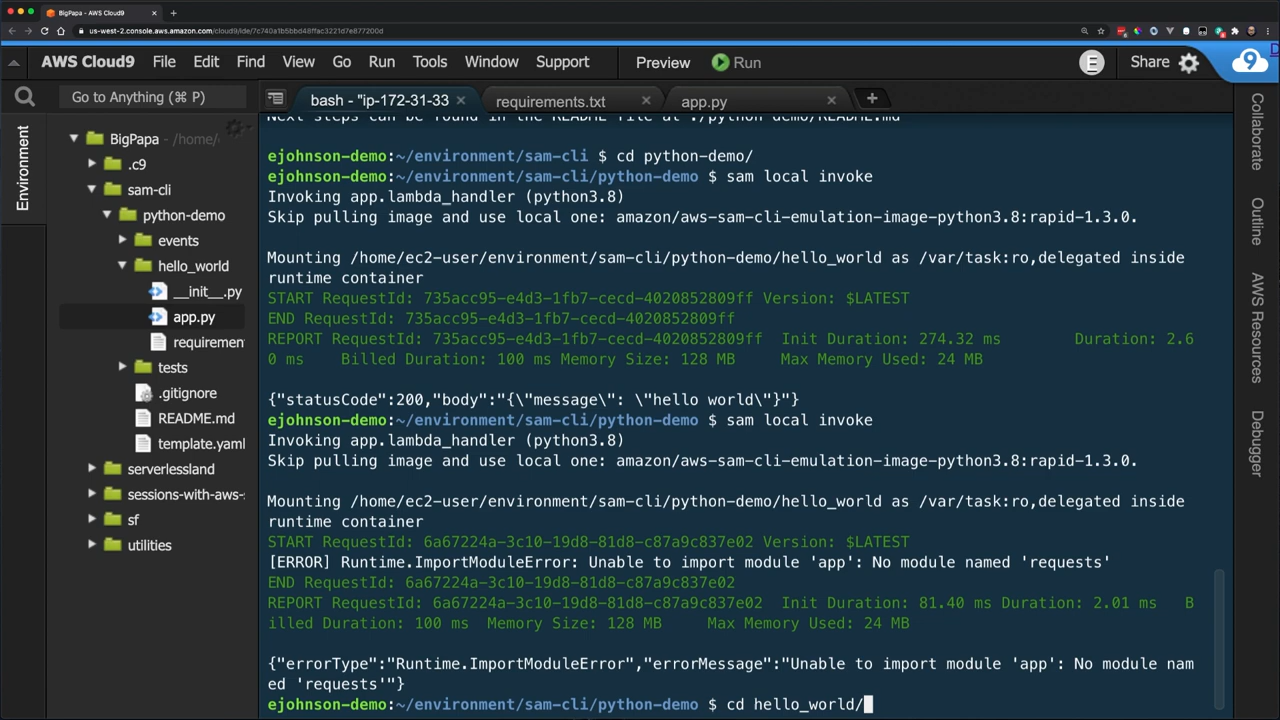 BigPapa - AWS Cloud9
us-west-2.console.aws.amazon.com/cloud9/ide/7c740a1b5bbd48ffac3221d7e877200d
AWS Cloud9 File Edit Find View Go Run Tools Window Support Preview Run E Share 9
Go to Anything (⌘ P)
bash - "ip-172-31-33
requirements.txt
app.py
Environment
BigPapa - /home/
.c9
sam-cli
python-demo
events
hello_world
__init__.py
app.py
requiremen
tests
.gitignore
README.md
template.yaml
serverlessland
sessions-with-aws-
sf
utilities
Next steps can be found in the README file at ./python-demo/README.md
ejohnson-demo:~/environment/sam-cli $ cd python-demo/
ejohnson-demo:~/environment/sam-cli/python-demo $ sam local invoke
Invoking app.lambda_handler (python3.8)
Skip pulling image and use local one: amazon/aws-sam-cli-emulation-image-python3.8:rapid-1.3.0.
Mounting /home/ec2-user/environment/sam-cli/python-demo/hello_world as /var/task:ro,delegated inside
runtime container
START RequestId: 735acc95-e4d3-1fb7-cecd-4020852809ff Version: $LATEST
END RequestId: 735acc95-e4d3-1fb7-cecd-4020852809ff
REPORT RequestId: 735acc95-e4d3-1fb7-cecd-4020852809ff Init Duration: 274.32 ms Duration: 2.6
0 ms Billed Duration: 100 ms Memory Size: 128 MB Max Memory Used: 24 MB
{"statusCode":200,"body":"{\"message\": \"hello world\"}"}
ejohnson-demo:~/environment/sam-cli/python-demo $ sam local invoke
Invoking app.lambda_handler (python3.8)
Skip pulling image and use local one: amazon/aws-sam-cli-emulation-image-python3.8:rapid-1.3.0.
Mounting /home/ec2-user/environment/sam-cli/python-demo/hello_world as /var/task:ro,delegated inside
runtime container
START RequestId: 6a67224a-3c10-19d8-81d8-c87a9c837e02 Version: $LATEST
[ERROR] Runtime.ImportModuleError: Unable to import module 'app': No module named 'requests'
END RequestId: 6a67224a-3c10-19d8-81d8-c87a9c837e02
REPORT RequestId: 6a67224a-3c10-19d8-81d8-c87a9c837e02 Init Duration: 81.40 ms Duration: 2.01 ms B
illed Duration: 100 ms Memory Size: 128 MB Max Memory Used: 24 MB
{"errorType":"Runtime.ImportModuleError","errorMessage":"Unable to import module 'app': No module nam
ed 'requests'"}
ejohnson-demo:~/environment/sam-cli/python-demo $ cd hello_world/
Collaborate
Outline
AWS Resources
Debugger